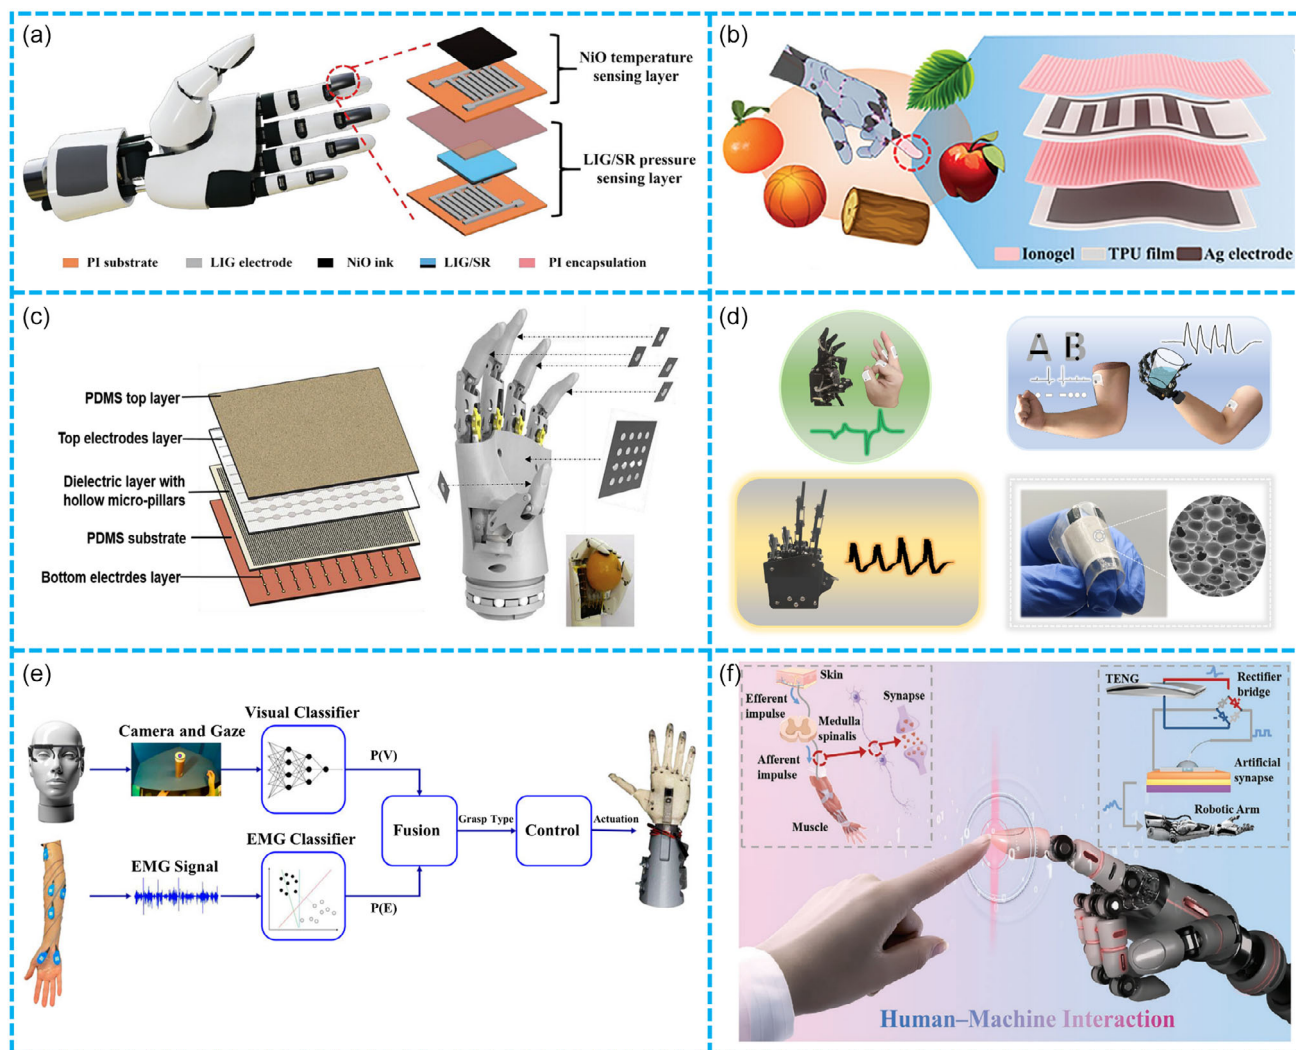 (a)
NiO temperature
sensing layer
LIG/SR pressure
sensing layer
PI substrate
LIG electrode
NiO ink
LIG/SR
PI encapsulation
(b)
Ionogel
TPU film
Ag electrode
(c)
PDMS top layer
Top electrodes layer
Dielectric layer with
hollow micro-pillars
PDMS substrate
Bottom electrdes layer
(d)
A B
(e)
Camera and Gaze
Visual Classifier
P(V)
Fusion
Grasp Type
Control
Actuation
EMG Signal
EMG Classifier
P(E)
(f)
Skin
Efferent
impulse
Medulla
spinalis
Synapse
Afferent
impulse
Muscle
TENG
Rectifier
bridge
Artificial
synapse
Robotic Arm
Human–Machine Interaction